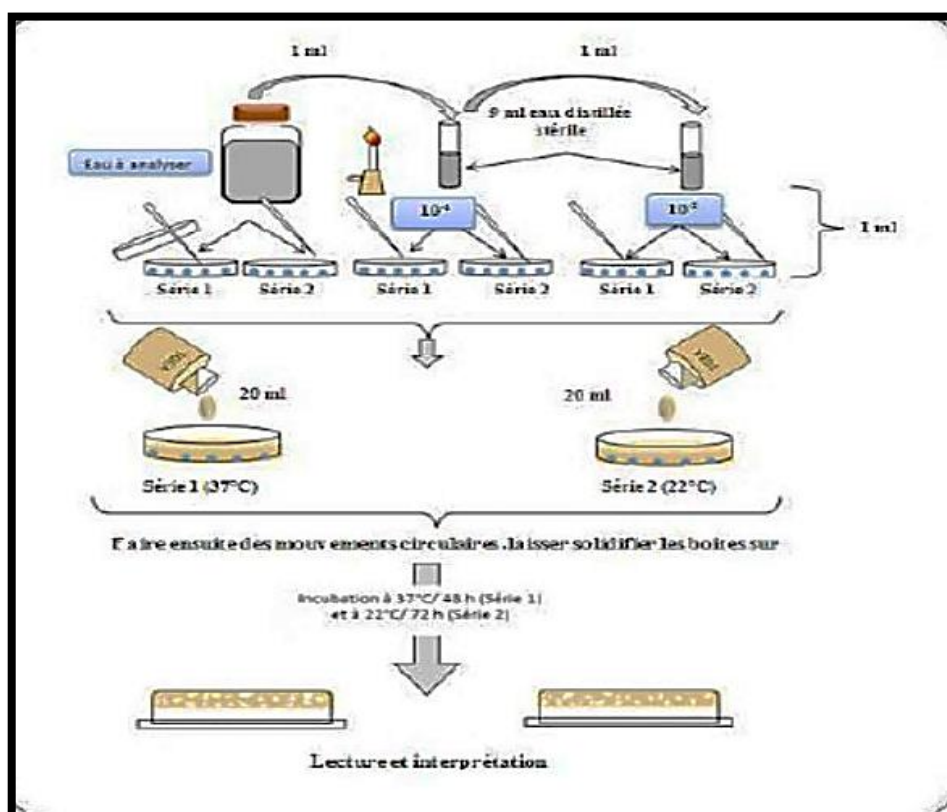 1 ml
1 ml
9 ml eau distillée
stérile
Eau à analyser
10⁻¹
10⁻²
1 ml
Série 1
Série 2
Série 1
Série 2
Série 1
Série 2
20 ml
20 ml
Série 1 (37°C)
Série 2 (22°C)
Faire ensuite des mouvements circulaires .laisser solidifier les boites sur
Incubation à 37°C/ 48 h (Série 1)
et à 22°C/ 72 h (Série 2)
Lecture et interprétation